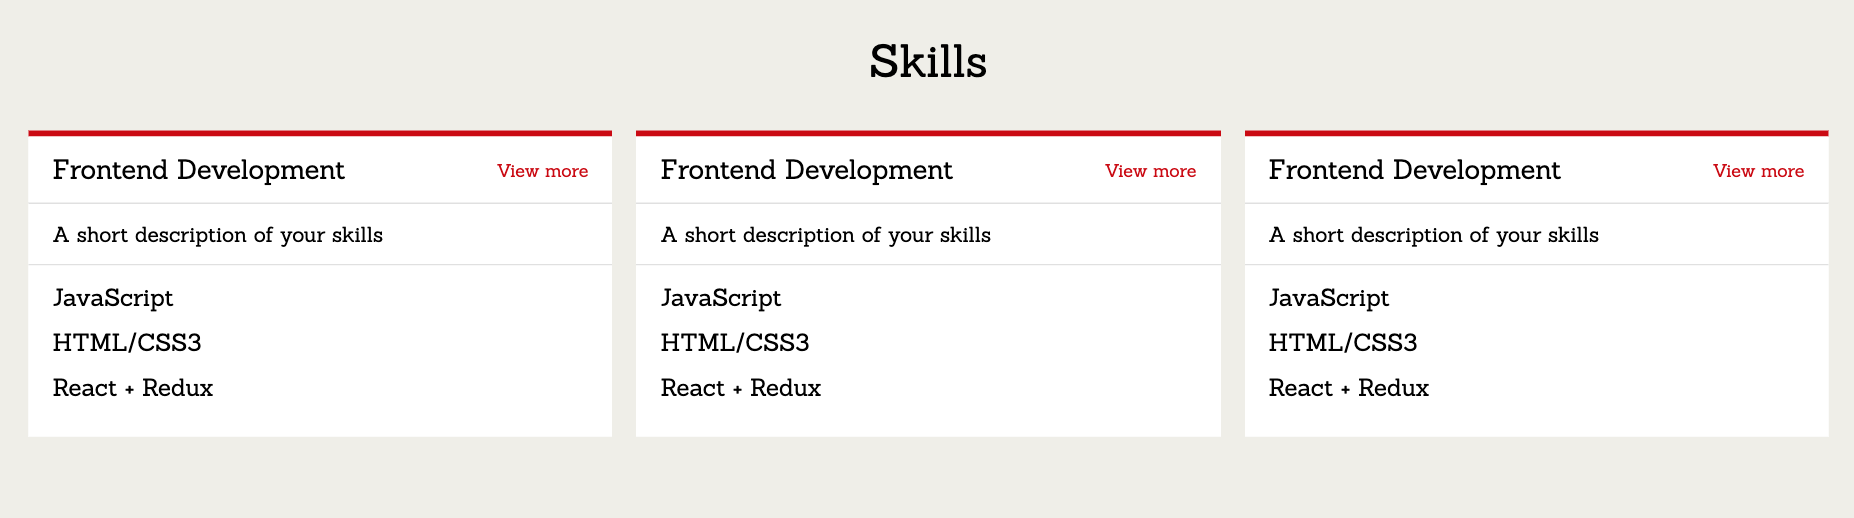 Skills
Frontend Development View more
A short description of your skills
JavaScript
HTML/CSS3
React + Redux
Frontend Development View more
A short description of your skills
JavaScript
HTML/CSS3
React + Redux
Frontend Development View more
A short description of your skills
JavaScript
HTML/CSS3
React + Redux